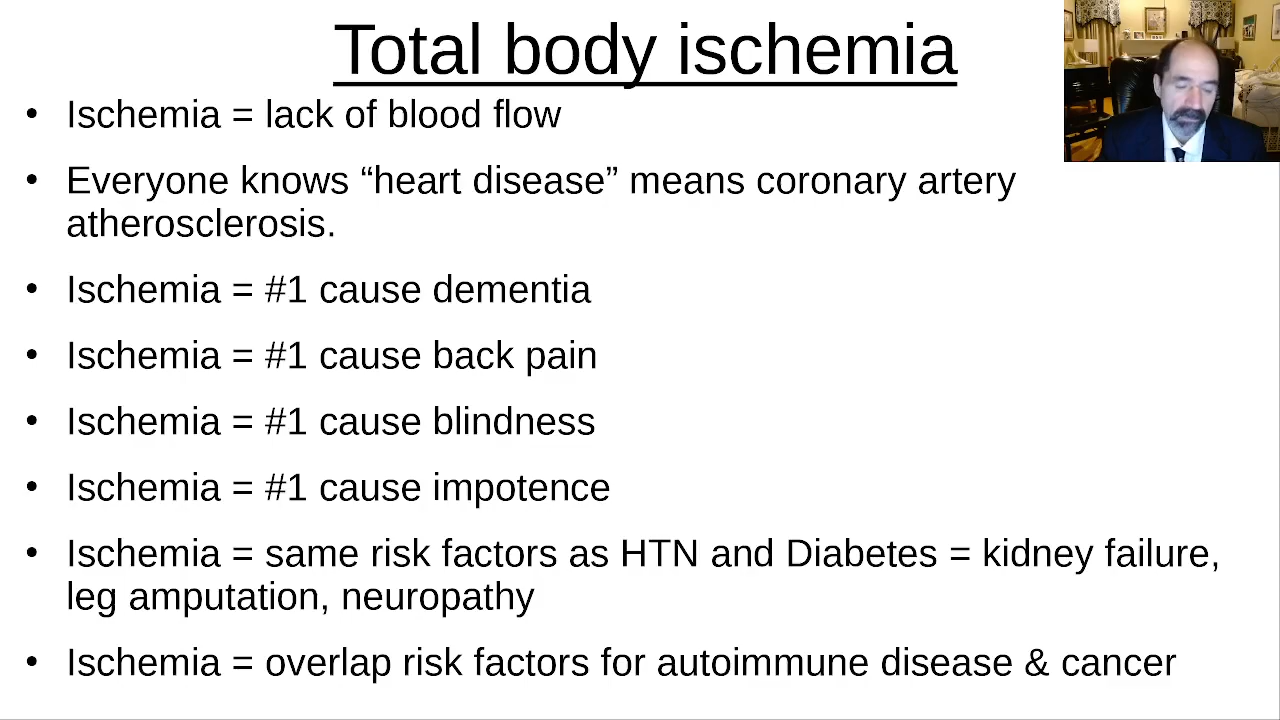 Total body ischemia
• Ischemia = lack of blood flow
• Everyone knows “heart disease” means coronary artery
atherosclerosis.
• Ischemia = #1 cause dementia
• Ischemia = #1 cause back pain
• Ischemia = #1 cause blindness
• Ischemia = #1 cause impotence
• Ischemia = same risk factors as HTN and Diabetes = kidney failure,
leg amputation, neuropathy
• Ischemia = overlap risk factors for autoimmune disease & cancer